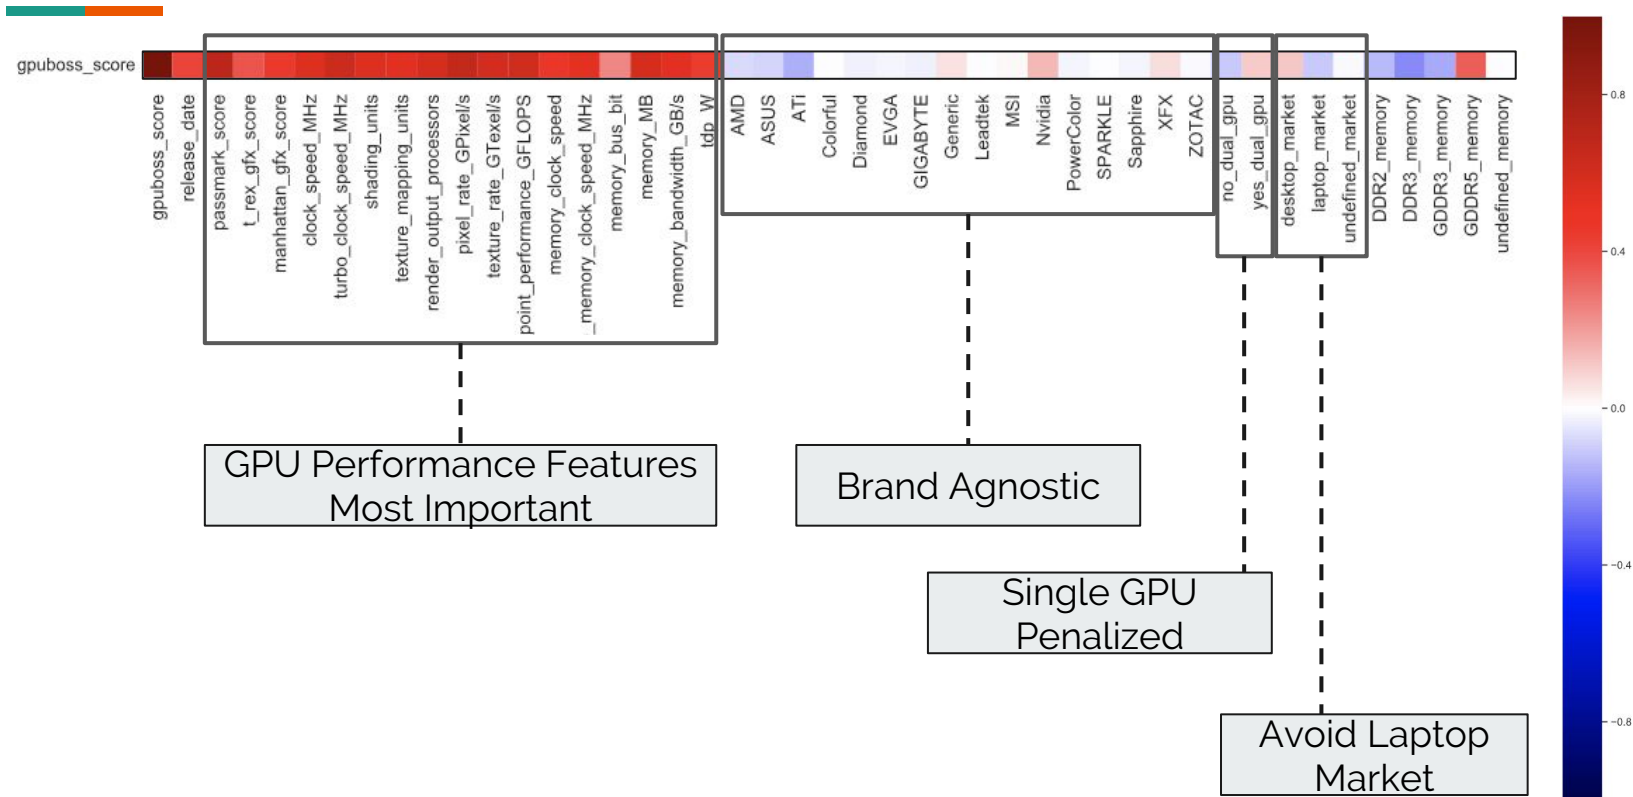 gpuboss_score
gpuboss_score
release_date
passmark_score
t_rex_gfx_score
manhattan_gfx_score
clock_speed_MHz
turbo_clock_speed_MHz
shading_units
texture_mapping_units
render_output_processors
pixel_rate_GPixel/s
texture_rate_GTexel/s
point_performance_GFLOPS
memory_clock_speed
_memory_clock_speed_MHz
memory_bus_bit
memory_MB
memory_bandwidth_GB/s
tdp_W
AMD
ASUS
ATi
Colorful
Diamond
EVGA
GIGABYTE
Generic
Leadtek
MSI
Nvidia
PowerColor
SPARKLE
Sapphire
XFX
ZOTAC
no_dual_gpu
yes_dual_gpu
desktop_market
laptop_market
undefined_market
DDR2_memory
DDR3_memory
GDDR3_memory
GDDR5_memory
undefined_memory
0.8
0.4
0.0
−0.4
−0.8
GPU Performance Features
Most Important
Brand Agnostic
Single GPU
Penalized
Avoid Laptop
Market